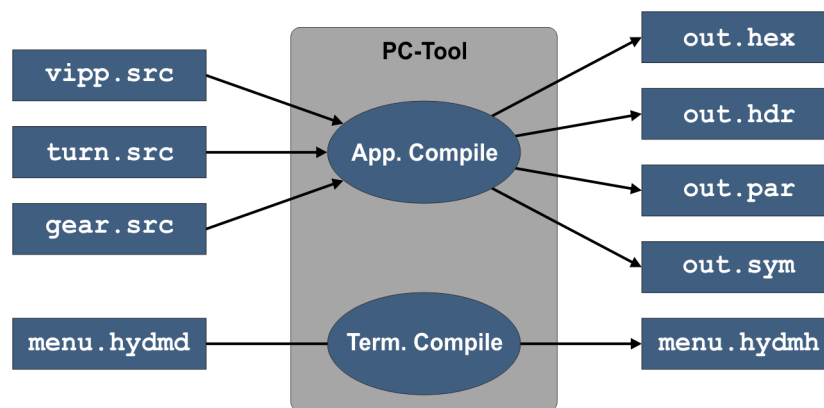 PC-Tool
vipp.src
turn.src
gear.src
menu.hydmd
App. Compile
Term. Compile
out.hex
out.hdr
out.par
out.sym
menu.hydmh